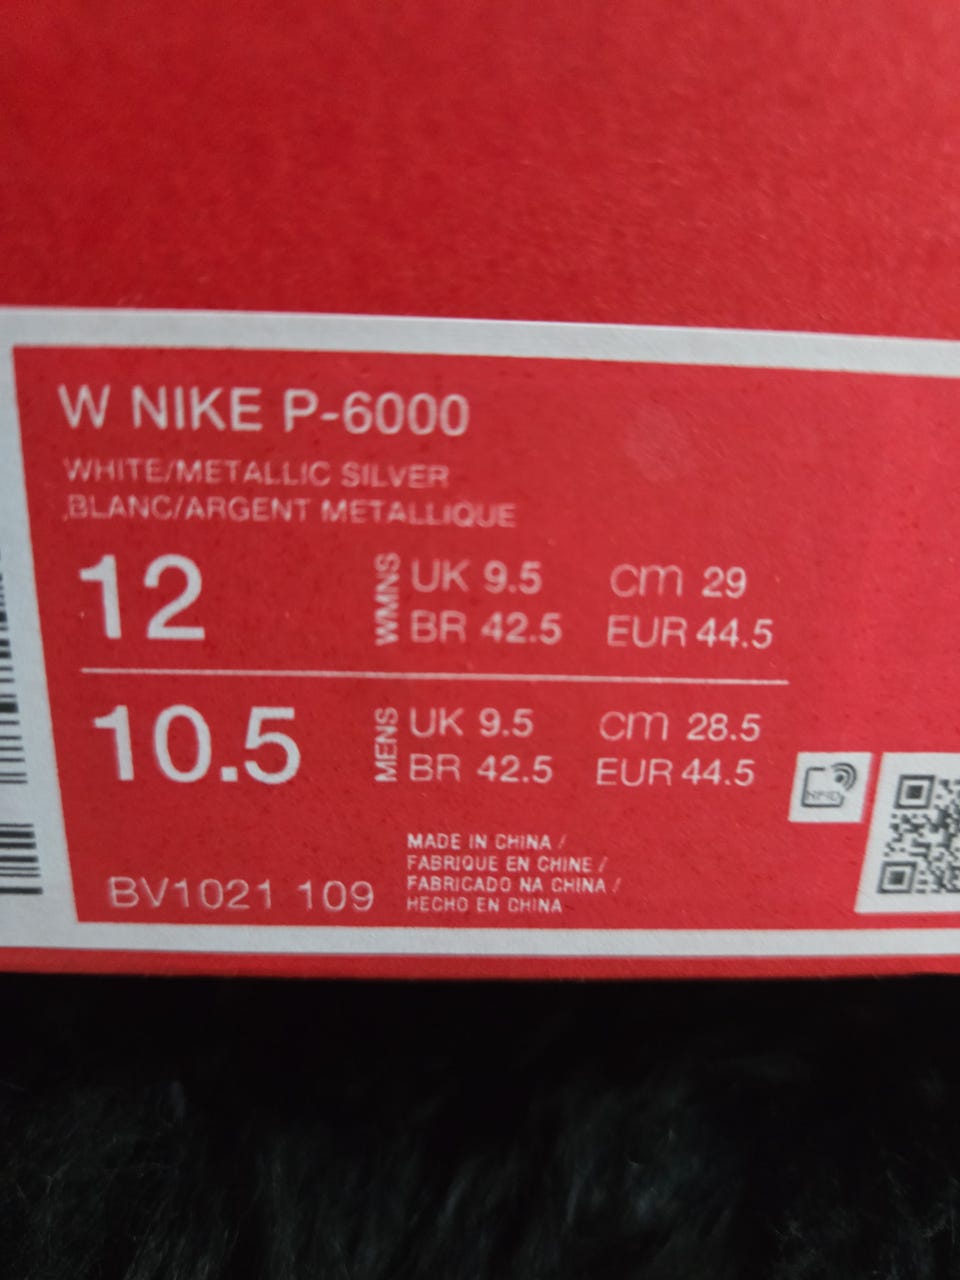 W NIKE P-6000
WHITE/METALLIC SILVER
BLANC/ARGENT METALLIQUE
12 WMNS UK 9.5 cm 29
BR 42.5 EUR 44.5
10.5 MENS UK 9.5 cm 28.5
BR 42.5 EUR 44.5
MADE IN CHINA /
FABRIQUE EN CHINE /
FABRICADO NA CHINA /
HECHO EN CHINA
BV1021 109